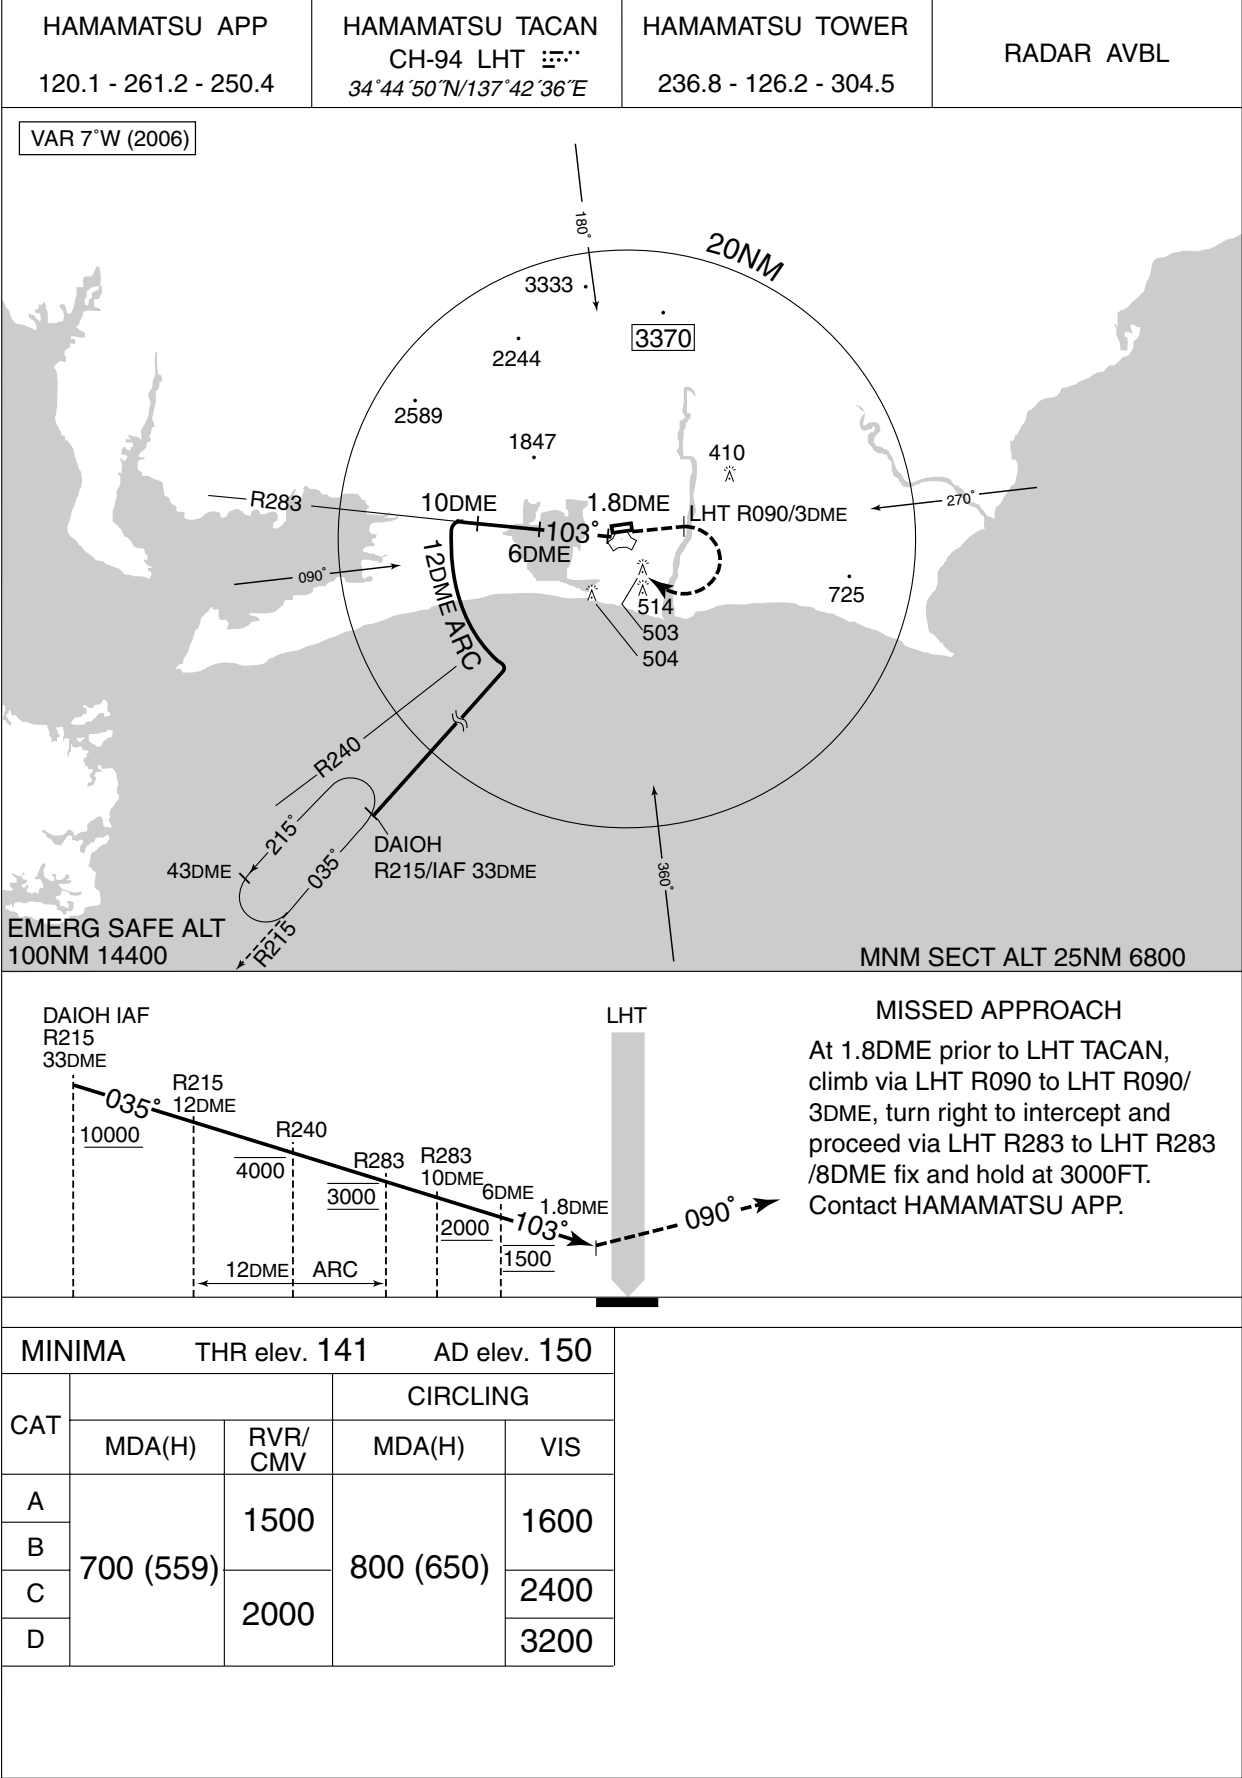 HAMAMATSU APP
120.1 - 261.2 - 250.4
HAMAMATSU TACAN
CH-94 LHT
34°44´50˝N/137°42´36˝E
HAMAMATSU TOWER
236.8 - 126.2 - 304.5
RADAR AVBL
VAR 7°W (2006)
180°
20NM
3333
3370
2244
2589
1847
410
R283
10DME
1.8DME
LHT R090/3DME
270°
103°
6DME
090°
12DME ARC
725
514
503
504
R240
215°
035°
DAIOH
R215/IAF 33DME
43DME
360°
R215
EMERG SAFE ALT
100NM 14400
MNM SECT ALT 25NM 6800
DAIOH IAF
R215
33DME
035°
10000
R215
12DME
R240
4000
R283
3000
R283
10DME
2000
6DME
103°
1500
1.8DME
LHT
090°
12DME ARC
MISSED APPROACH
At 1.8DME prior to LHT TACAN,
climb via LHT R090 to LHT R090/
3DME, turn right to intercept and
proceed via LHT R283 to LHT R283
/8DME fix and hold at 3000FT.
Contact HAMAMATSU APP.
MINIMA THR elev. 141 AD elev. 150
CAT
CIRCLING
MDA(H)
RVR/
CMV
MDA(H)
VIS
A
B
C
D
700 (559)
1500
2000
800 (650)
1600
2400
3200